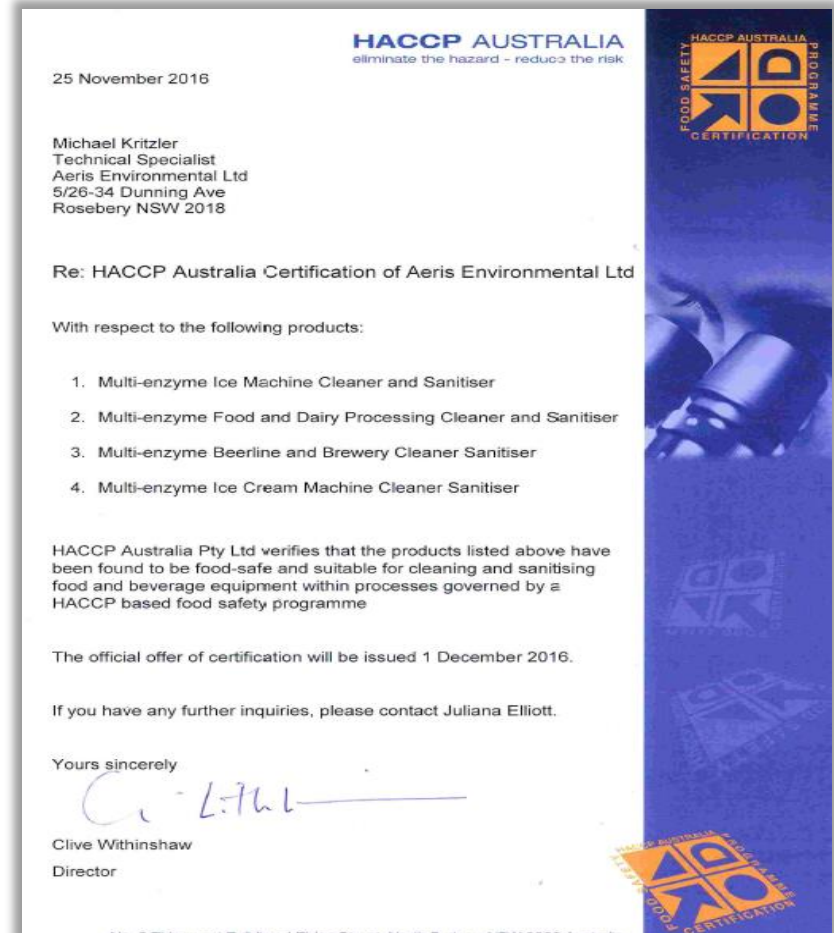 HACCP AUSTRALIA
eliminate the hazard - reduce the risk
HACCP AUSTRALIA
FOOD SAFETY
PROGRAMME
CERTIFICATION
25 November 2016
Michael Kritzler
Technical Specialist
Aeris Environmental Ltd
5/26-34 Dunning Ave
Rosebery NSW 2018
Re: HACCP Australia Certification of Aeris Environmental Ltd
With respect to the following products:
1. Multi-enzyme Ice Machine Cleaner and Sanitiser
2. Multi-enzyme Food and Dairy Processing Cleaner and Sanitiser
3. Multi-enzyme Beerline and Brewery Cleaner Sanitiser
4. Multi-enzyme Ice Cream Machine Cleaner Sanitiser
HACCP Australia Pty Ltd verifies that the products listed above have
been found to be food-safe and suitable for cleaning and sanitising
food and beverage equipment within processes governed by a
HACCP based food safety programme
The official offer of certification will be issued 1 December 2016.
If you have any further inquiries, please contact Juliana Elliott.
Yours sincerely
Clive Withinshaw
Director
HACCP AUSTRALIA
FOOD SAFETY
PROGRAMME
CERTIFICATION